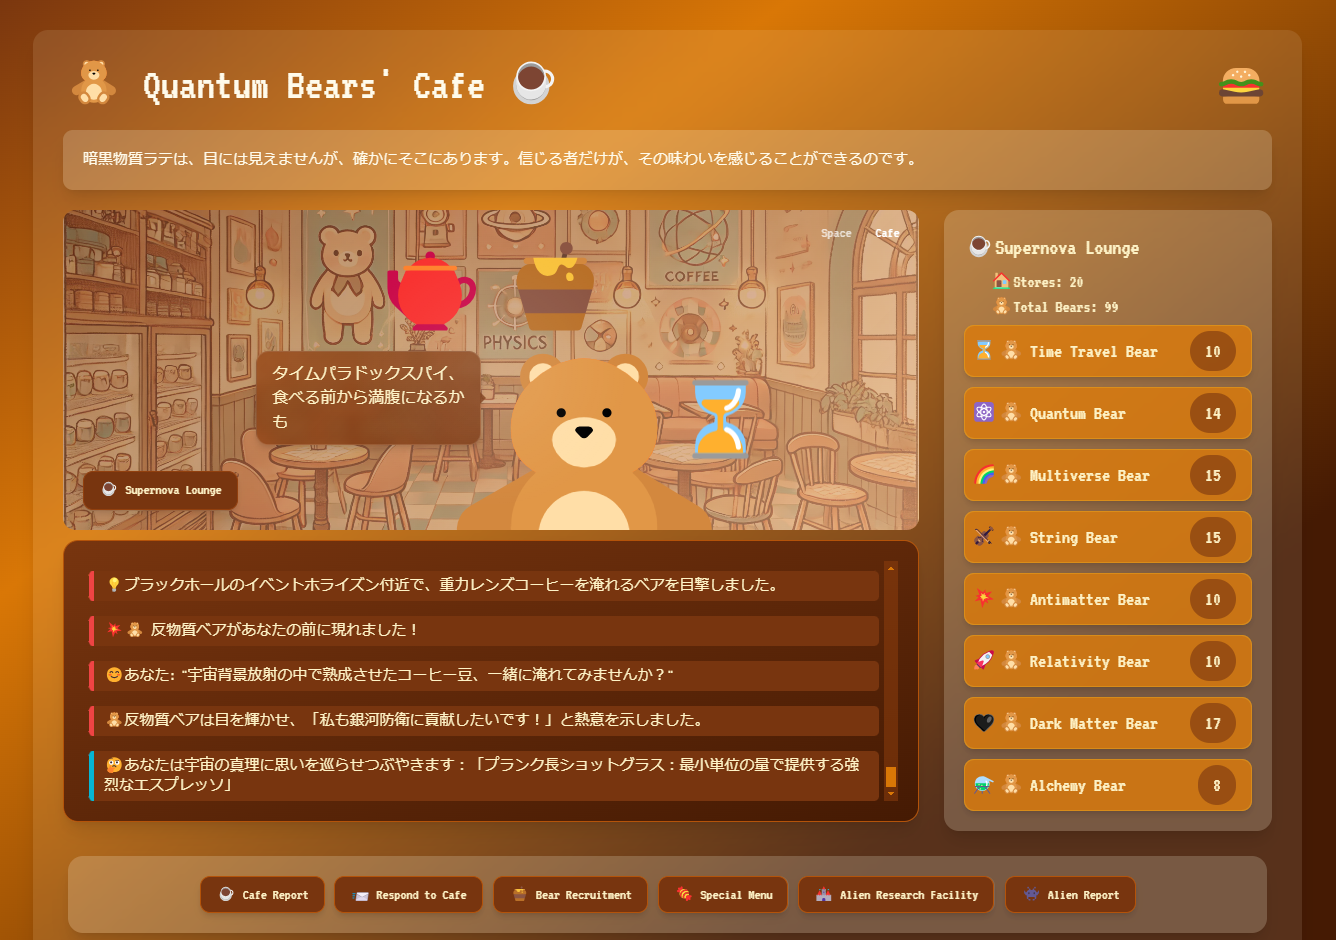 Quantum Bears' Cafe
暗黒物質ラテは、目には見えませんが、確かにそこにあります。信じる者だけが、その味わいを感じることができるのです。
Space
Cafe
COFFEE
PHYSICS
タイムパラドックスパイ、
食べる前から満腹になるか
も
Supernova Lounge
💡ブラックホールのイベントホライズン付近で、重力レンズコーヒーを淹れるベアを目撃しました。
反物質ベアがあなたの前に現れました！
あなた: "宇宙背景放射の中で熟成させたコーヒー豆、一緒に淹れてみませんか？"
反物質ベアは目を輝かせ、「私も銀河防衛に貢献したいです！」と熱意を示しました。
あなたは宇宙の真理に思いを巡らせつぶやきます：「プランク長ショットグラス：最小単位の量で提供する強
烈なエスプレッソ」
Supernova Lounge
Stores: 20
Total Bears: 99
Time Travel Bear 10
Quantum Bear 14
Multiverse Bear 15
String Bear 15
Antimatter Bear 10
Relativity Bear 10
Dark Matter Bear 17
Alchemy Bear 8
Cafe Report
Respond to Cafe
Bear Recruitment
Special Menu
Alien Research Facility
Alien Report